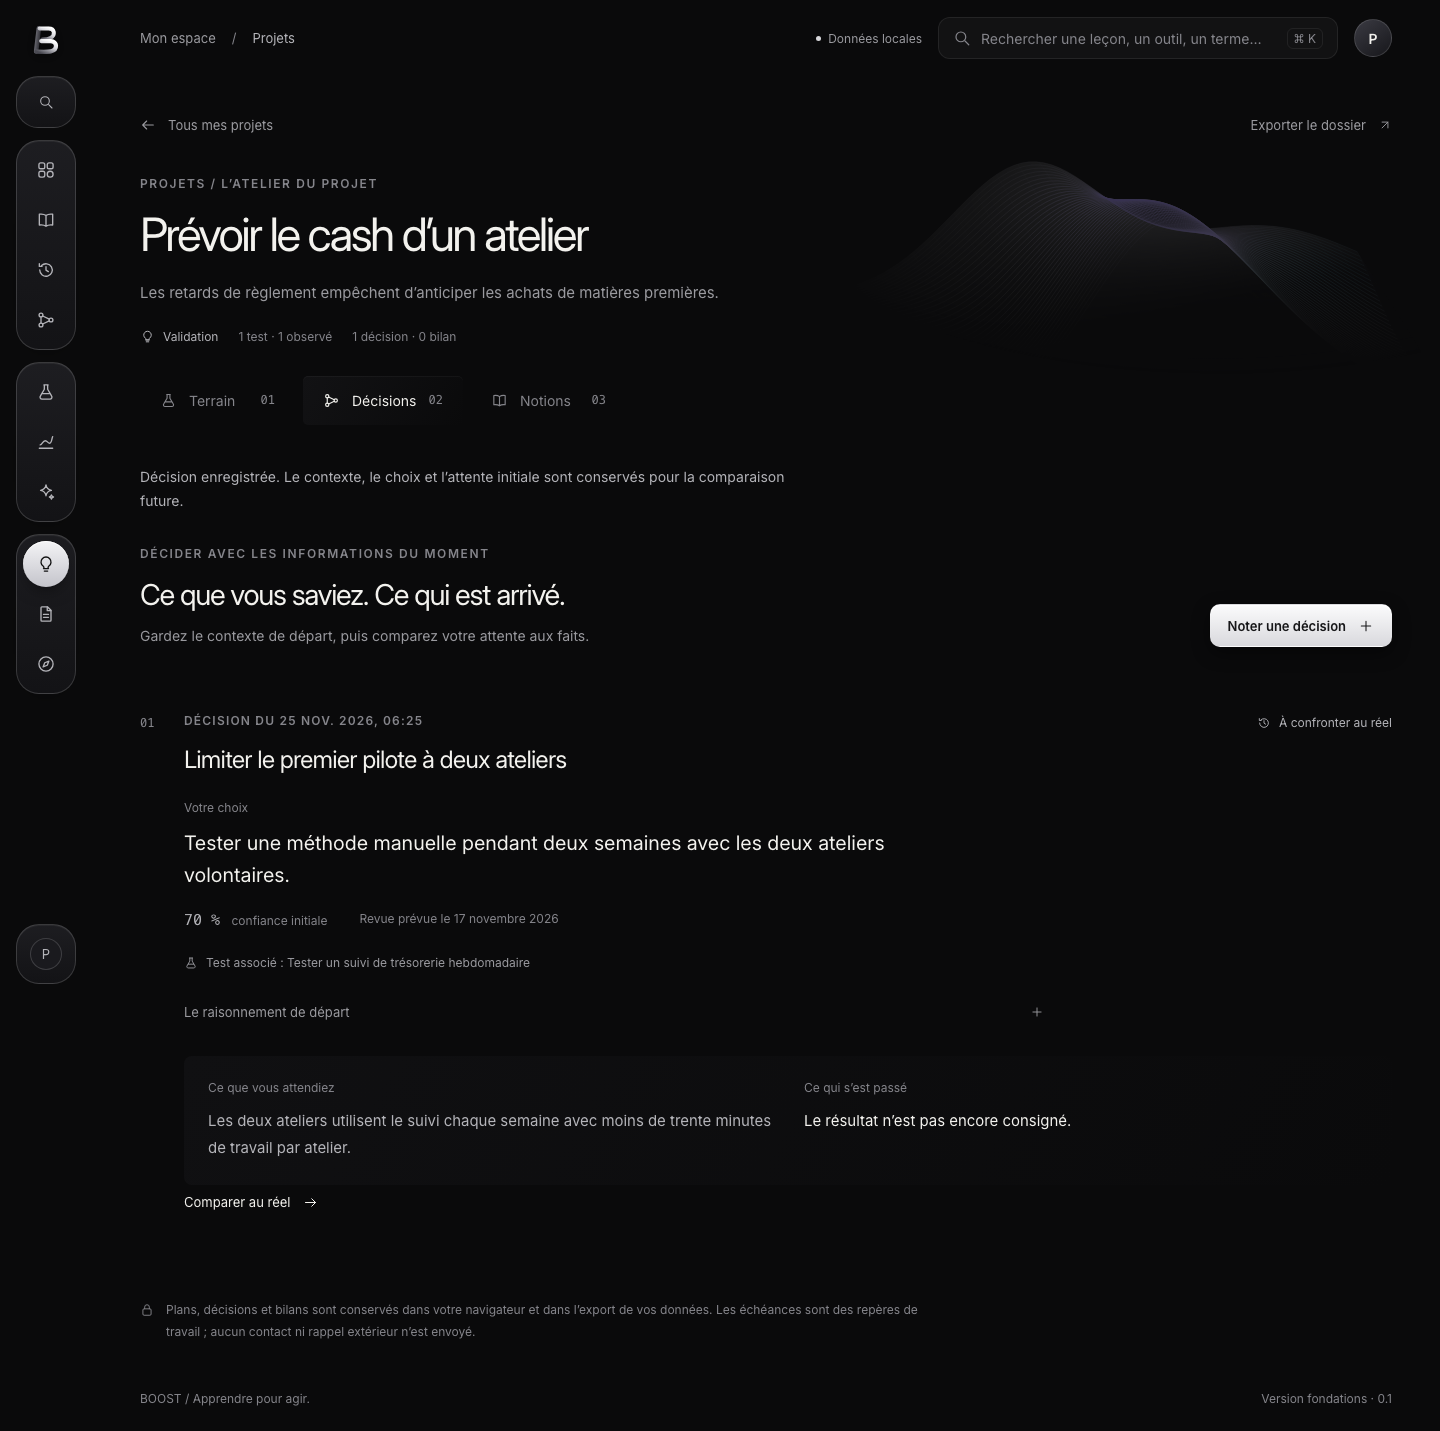 B
Mon espace / Projets
Données locales
Rechercher une leçon, un outil, un terme...
⌘ K
P
Tous mes projets
Exporter le dossier
PROJETS / L’ATELIER DU PROJET
Prévoir le cash d’un atelier
Les retards de règlement empêchent d’anticiper les achats de matières premières.
Validation 1 test · 1 observé 1 décision · 0 bilan
Terrain 01 Décisions 02 Notions 03
Décision enregistrée. Le contexte, le choix et l’attente initiale sont conservés pour la comparaison
future.
DÉCIDER AVEC LES INFORMATIONS DU MOMENT
Ce que vous saviez. Ce qui est arrivé.
Gardez le contexte de départ, puis comparez votre attente aux faits.
Noter une décision
01 DÉCISION DU 25 NOV. 2026, 06:25
À confronter au réel
Limiter le premier pilote à deux ateliers
Votre choix
Tester une méthode manuelle pendant deux semaines avec les deux ateliers
volontaires.
70 % confiance initiale Revue prévue le 17 novembre 2026
P
Test associé : Tester un suivi de trésorerie hebdomadaire
Le raisonnement de départ
Ce que vous attendiez
Les deux ateliers utilisent le suivi chaque semaine avec moins de trente minutes
de travail par atelier.
Ce qui s’est passé
Le résultat n’est pas encore consigné.
Comparer au réel
Plans, décisions et bilans sont conservés dans votre navigateur et dans l’export de vos données. Les échéances sont des repères de
travail ; aucun contact ni rappel extérieur n’est envoyé.
BOOST / Apprendre pour agir.
Version fondations · 0.1